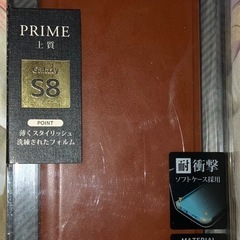 PRIME
上質
Galaxy
S8
POINT
薄くスタイリッシュ
洗練されたフォルム
耐衝撃
ソフトケース採用
MATERIAL